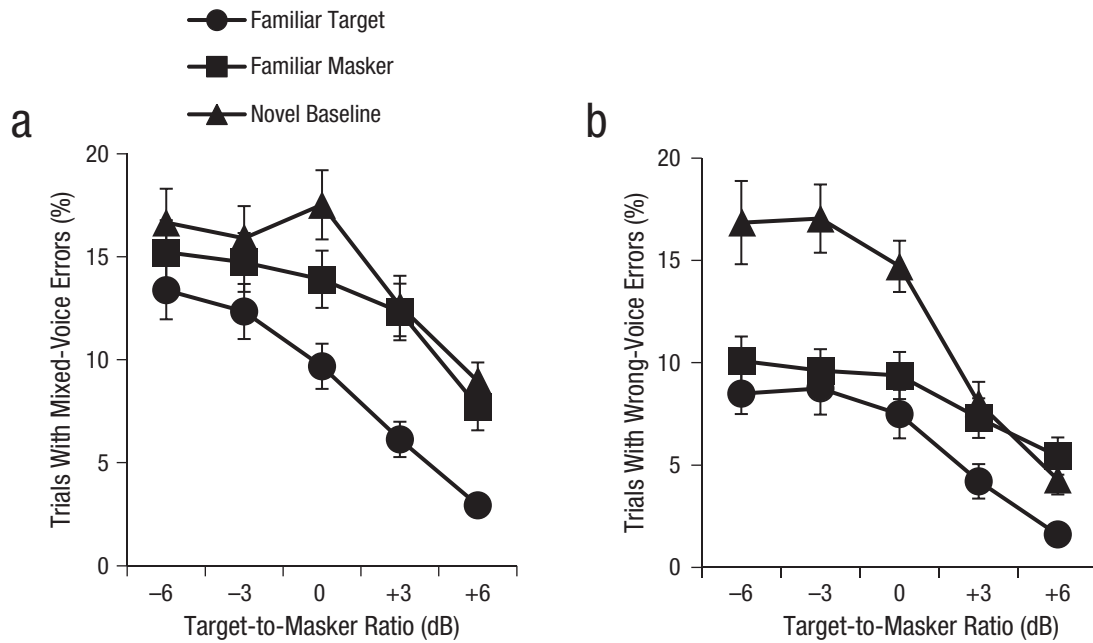 Familiar Target
Familiar Masker
Novel Baseline
a
20
15
10
5
0
Trials With Mixed-Voice Errors (%)
–6 –3 0 +3 +6
Target-to-Masker Ratio (dB)
b
20
15
10
5
0
Trials With Wrong-Voice Errors (%)
–6 –3 0 +3 +6
Target-to-Masker Ratio (dB)